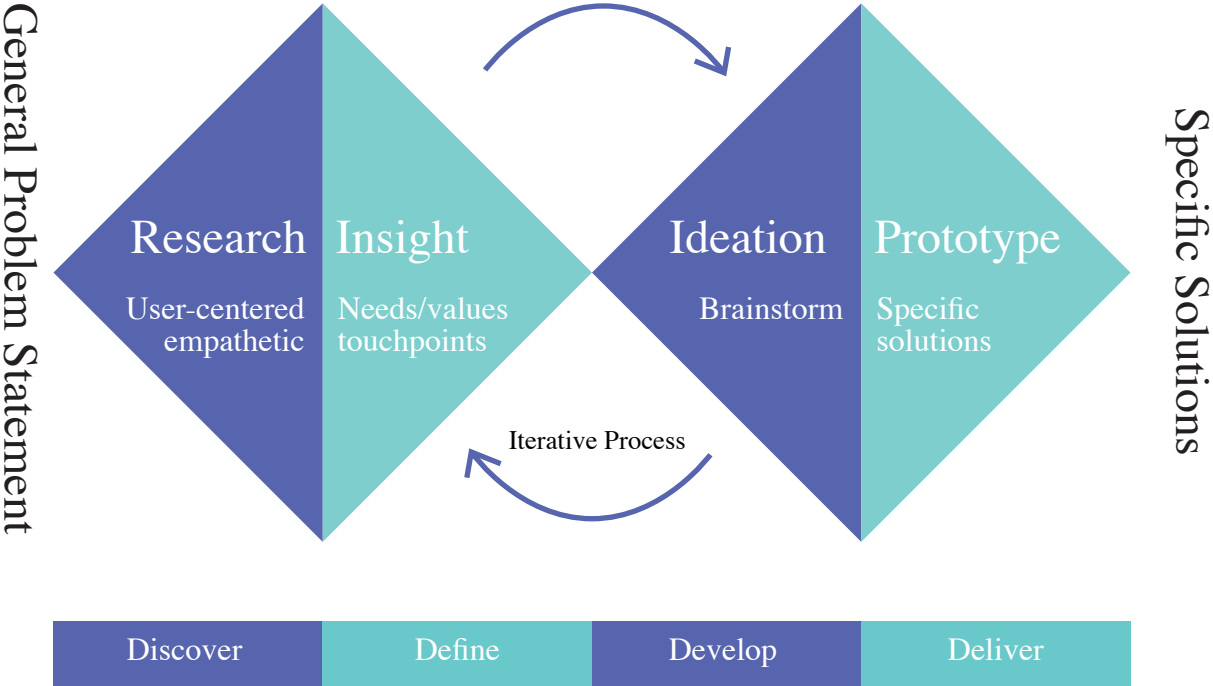 General Problem Statement
Research
User-centered
empathetic
Insight
Needs/values
touchpoints
Ideation
Brainstorm
Prototype
Specific
solutions
Specific Solutions
Iterative Process
Discover
Define
Develop
Deliver